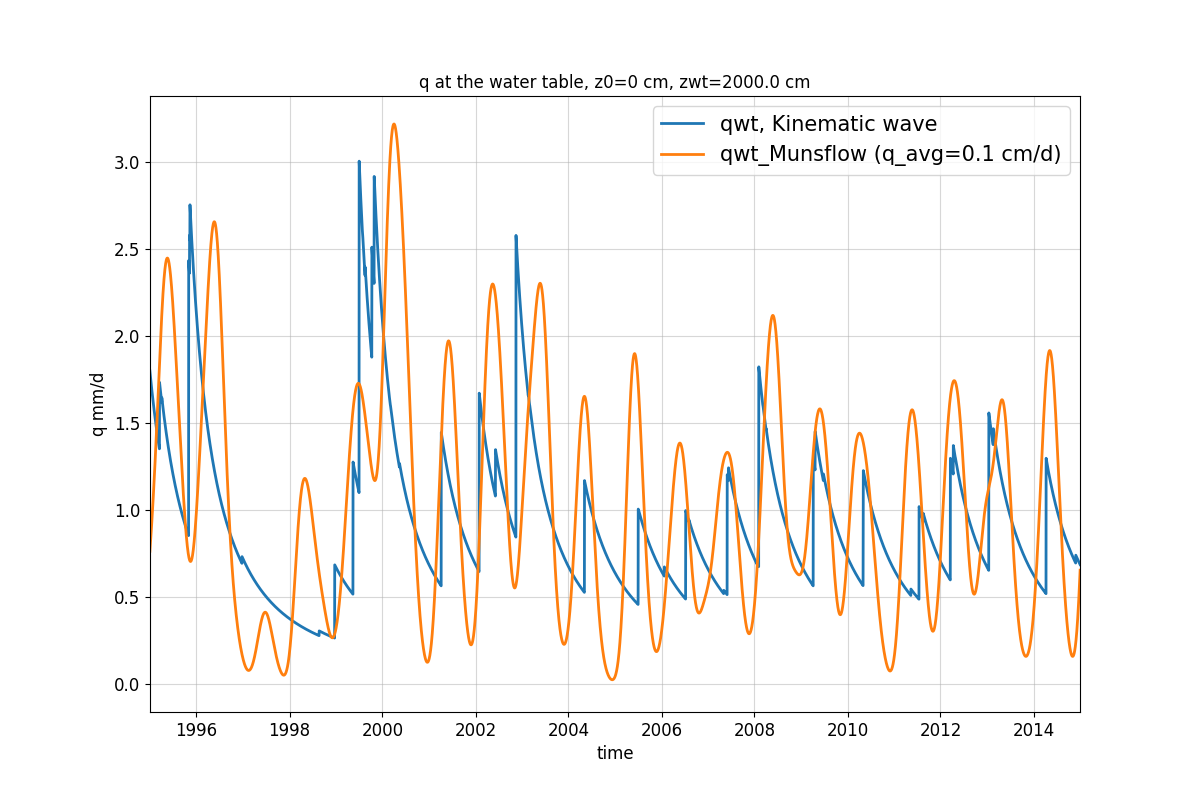 q at the water table, z0=0 cm, zwt=2000.0 cm
qwt, Kinematic wave
qwt_Munsflow (q_avg=0.1 cm/d)
q mm/d
3.0
2.5
2.0
1.5
1.0
0.5
0.0
1996 1998 2000 2002 2004 2006 2008 2010 2012 2014
time